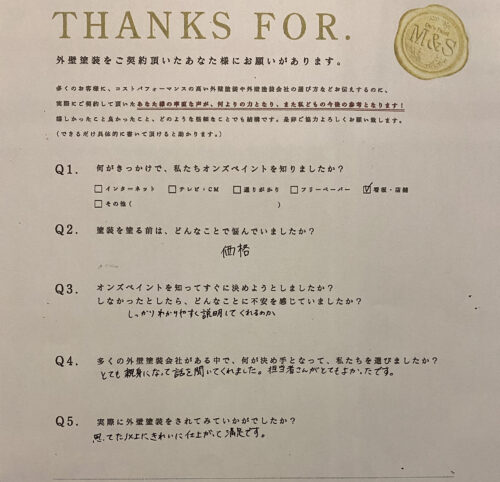 THANKS FOR.
M&S
外壁塗装をご契約頂いたあなた様にお願いがあります。
多くのお客様に、コストパフォーマンスの高い外壁塗装や外壁塗装会社の選び方などお伝えするのに、
実際にご契約して頂いたあなた様の率直な声が、何よりの力となり、また私どもの今後の参考となります！
嬉しかったこと良かったこと、どのような些細なことでも結構です。是非ご協力よろしくお願い致します。
（できるだけ具体的に書いて頂けると助かります。）
Q1. 何がきっかけで、私たちオンズペイントを知りましたか？
□インターネット □テレビ・CM □通りがかり □フリーペーパー ☑看板・店舗
□その他（ ）
Q2. 塗装を塗る前は、どんなことで悩んでいましたか？
価格
Q3. オンズペイントを知ってすぐに決めようとしましたか？
しなかったとしたら、どんなことに不安を感じていましたか？
しっかりわかりやすく説明してくれるのか
Q4. 多くの外壁塗装会社がある中で、何が決め手となって、私たちを選びましたか？
とても親身になって話を聞いてくれました。担当者さんがとてもよかったです。
Q5. 実際に外壁塗装をされてみていかがでしたか？
思ってた以上にきれいに仕上がって満足です。